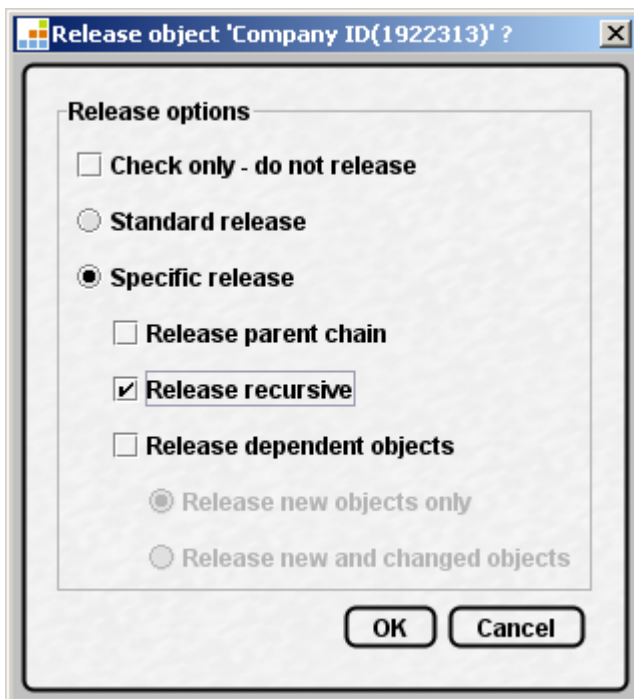 Release object 'Company ID(1922313)' ?
Release options
Check only - do not release
Standard release
Specific release
Release parent chain
Release recursive
Release dependent objects
Release new objects only
Release new and changed objects
OK Cancel